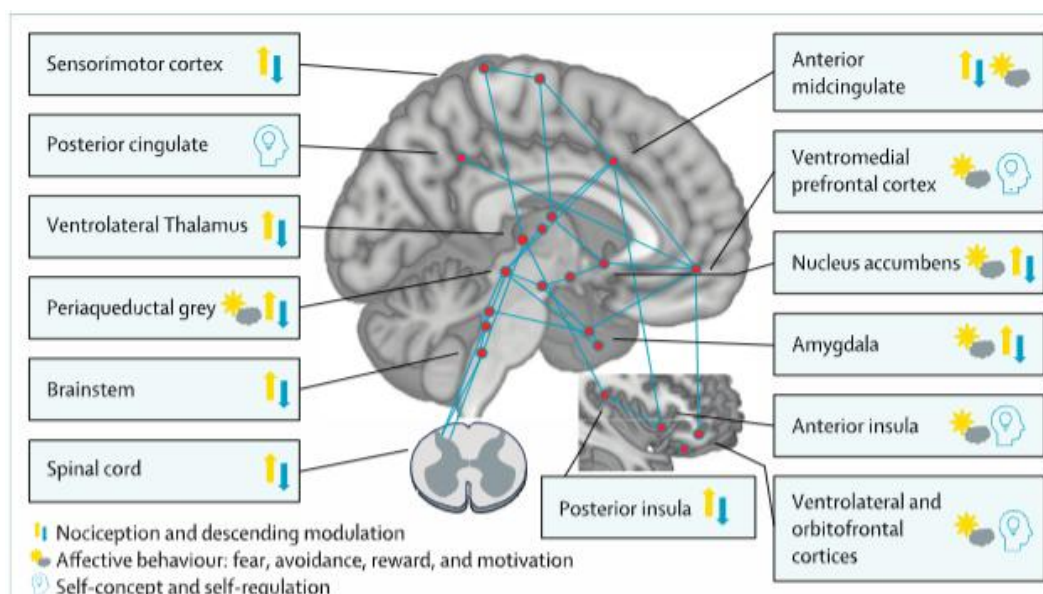 Sensorimotor cortex
Posterior cingulate
Ventrolateral Thalamus
Periaqueductal grey
Brainstem
Spinal cord
Anterior
midcingulate
Ventromedial
prefrontal cortex
Nucleus accumbens
Amygdala
Anterior insula
Ventrolateral and
orbitofrontal
cortices
Posterior insula
Nociception and descending modulation
Affective behaviour: fear, avoidance, reward, and motivation
Self-concept and self-regulation